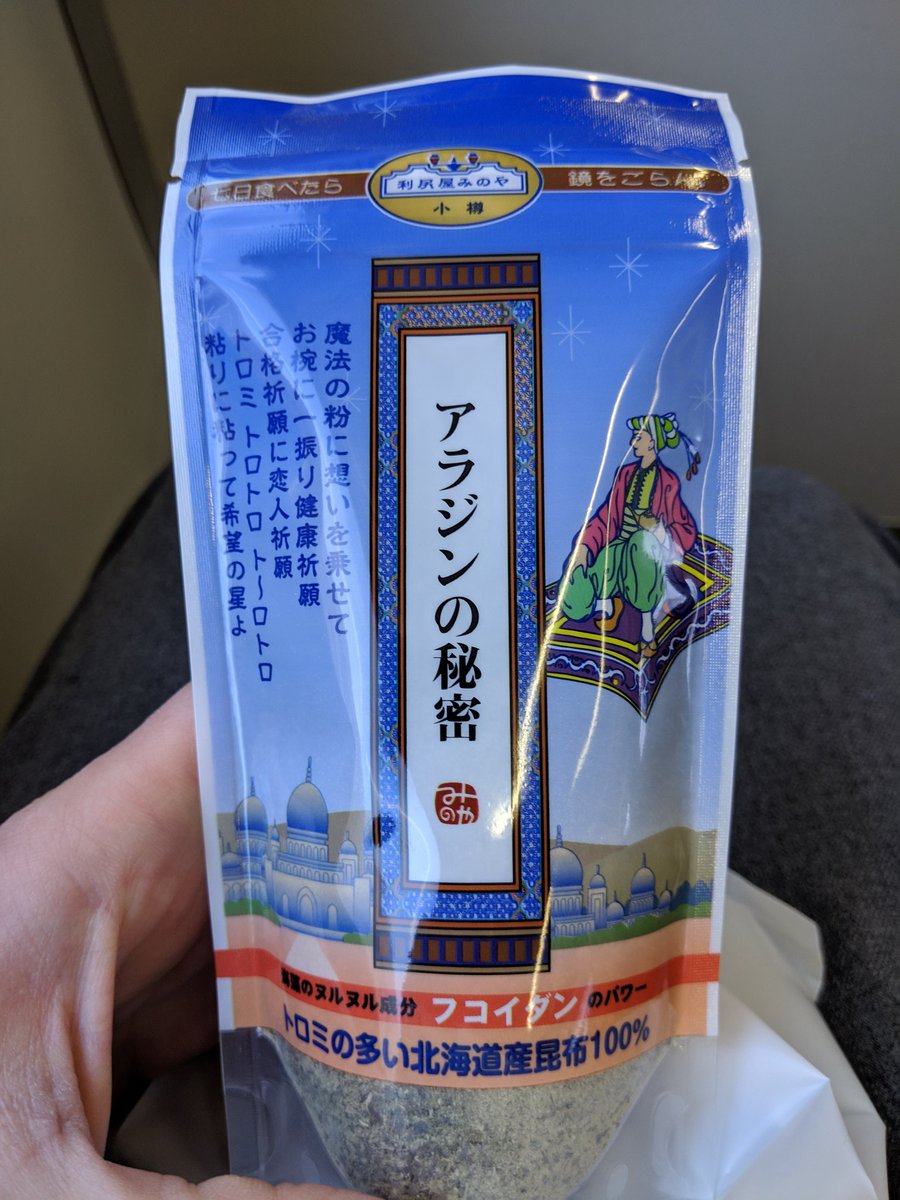 日食べたら
利尻屋みのや
小樽
鏡をごらん
アラジンの秘密
みのや
魔法の粉に想いを乗せて
お椀に一振り健康祈願
合格祈願に恋人祈願
トロミ トロトロ ト〜ロトロ
粘りに粘って希望の星よ
海藻のヌルヌル成分 フコイダン のパワー
トロミの多い北海道産昆布100%